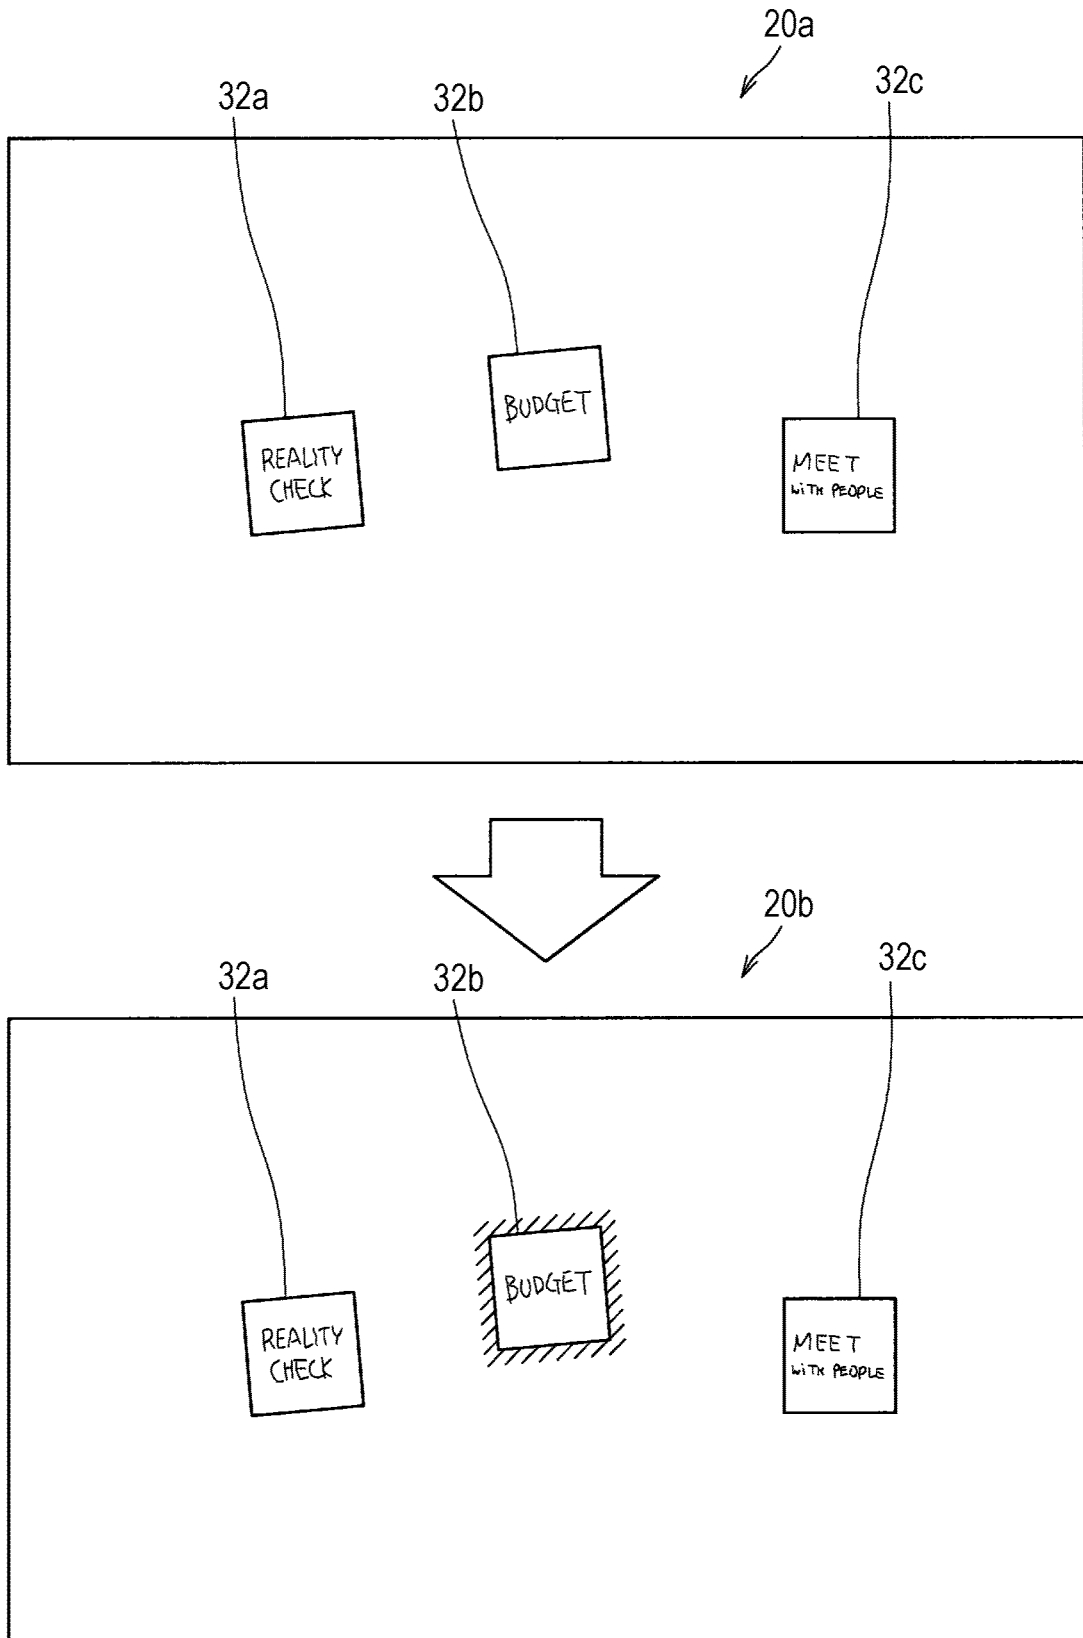 20a
32a 32b 32c
BUDGET
REALITY
CHECK
MEET
WITH PEOPLE
20b
32a 32b 32c
BUDGET
REALITY
CHECK
MEET
WITH PEOPLE